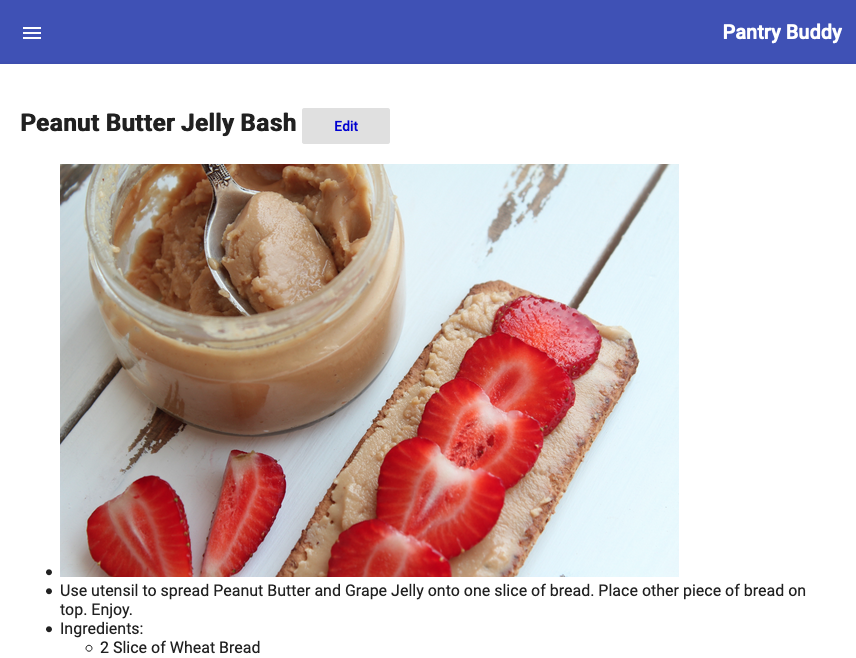 Pantry Buddy
Peanut Butter Jelly Bash Edit
Use utensil to spread Peanut Butter and Grape Jelly onto one slice of bread. Place other piece of bread on
top. Enjoy.
Ingredients:
2 Slice of Wheat Bread